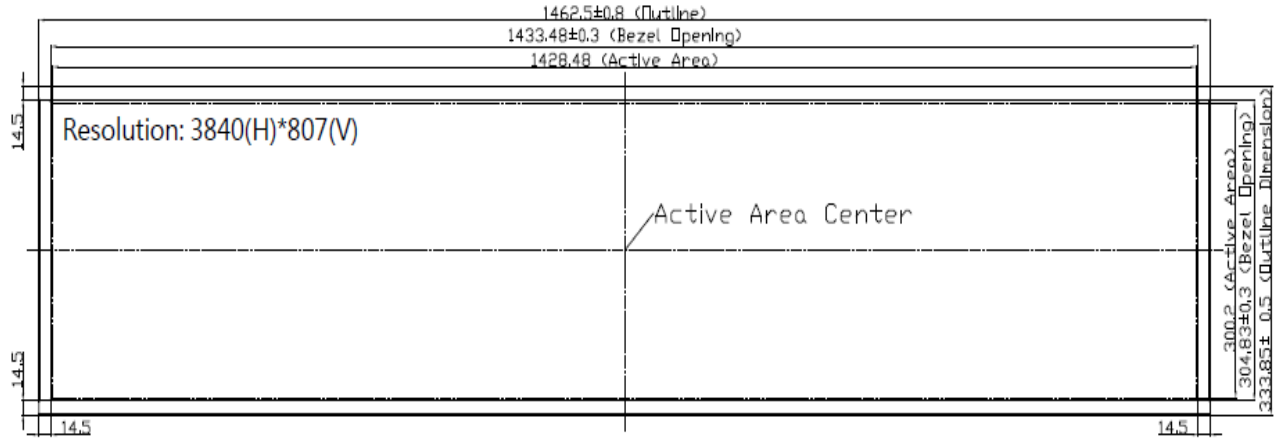 1462.5±0.8 (Outline)
1433.48±0.3 (Bezel Opening)
1428.48 (Active Area)
14.5
Resolution: 3840(H)*807(V)
Active Area Center
300.2 (Active Area)
304.83±0.3 (Bezel Opening)
333.85± 0.5 (Outline Dimension)
14.5
14.5
14.5